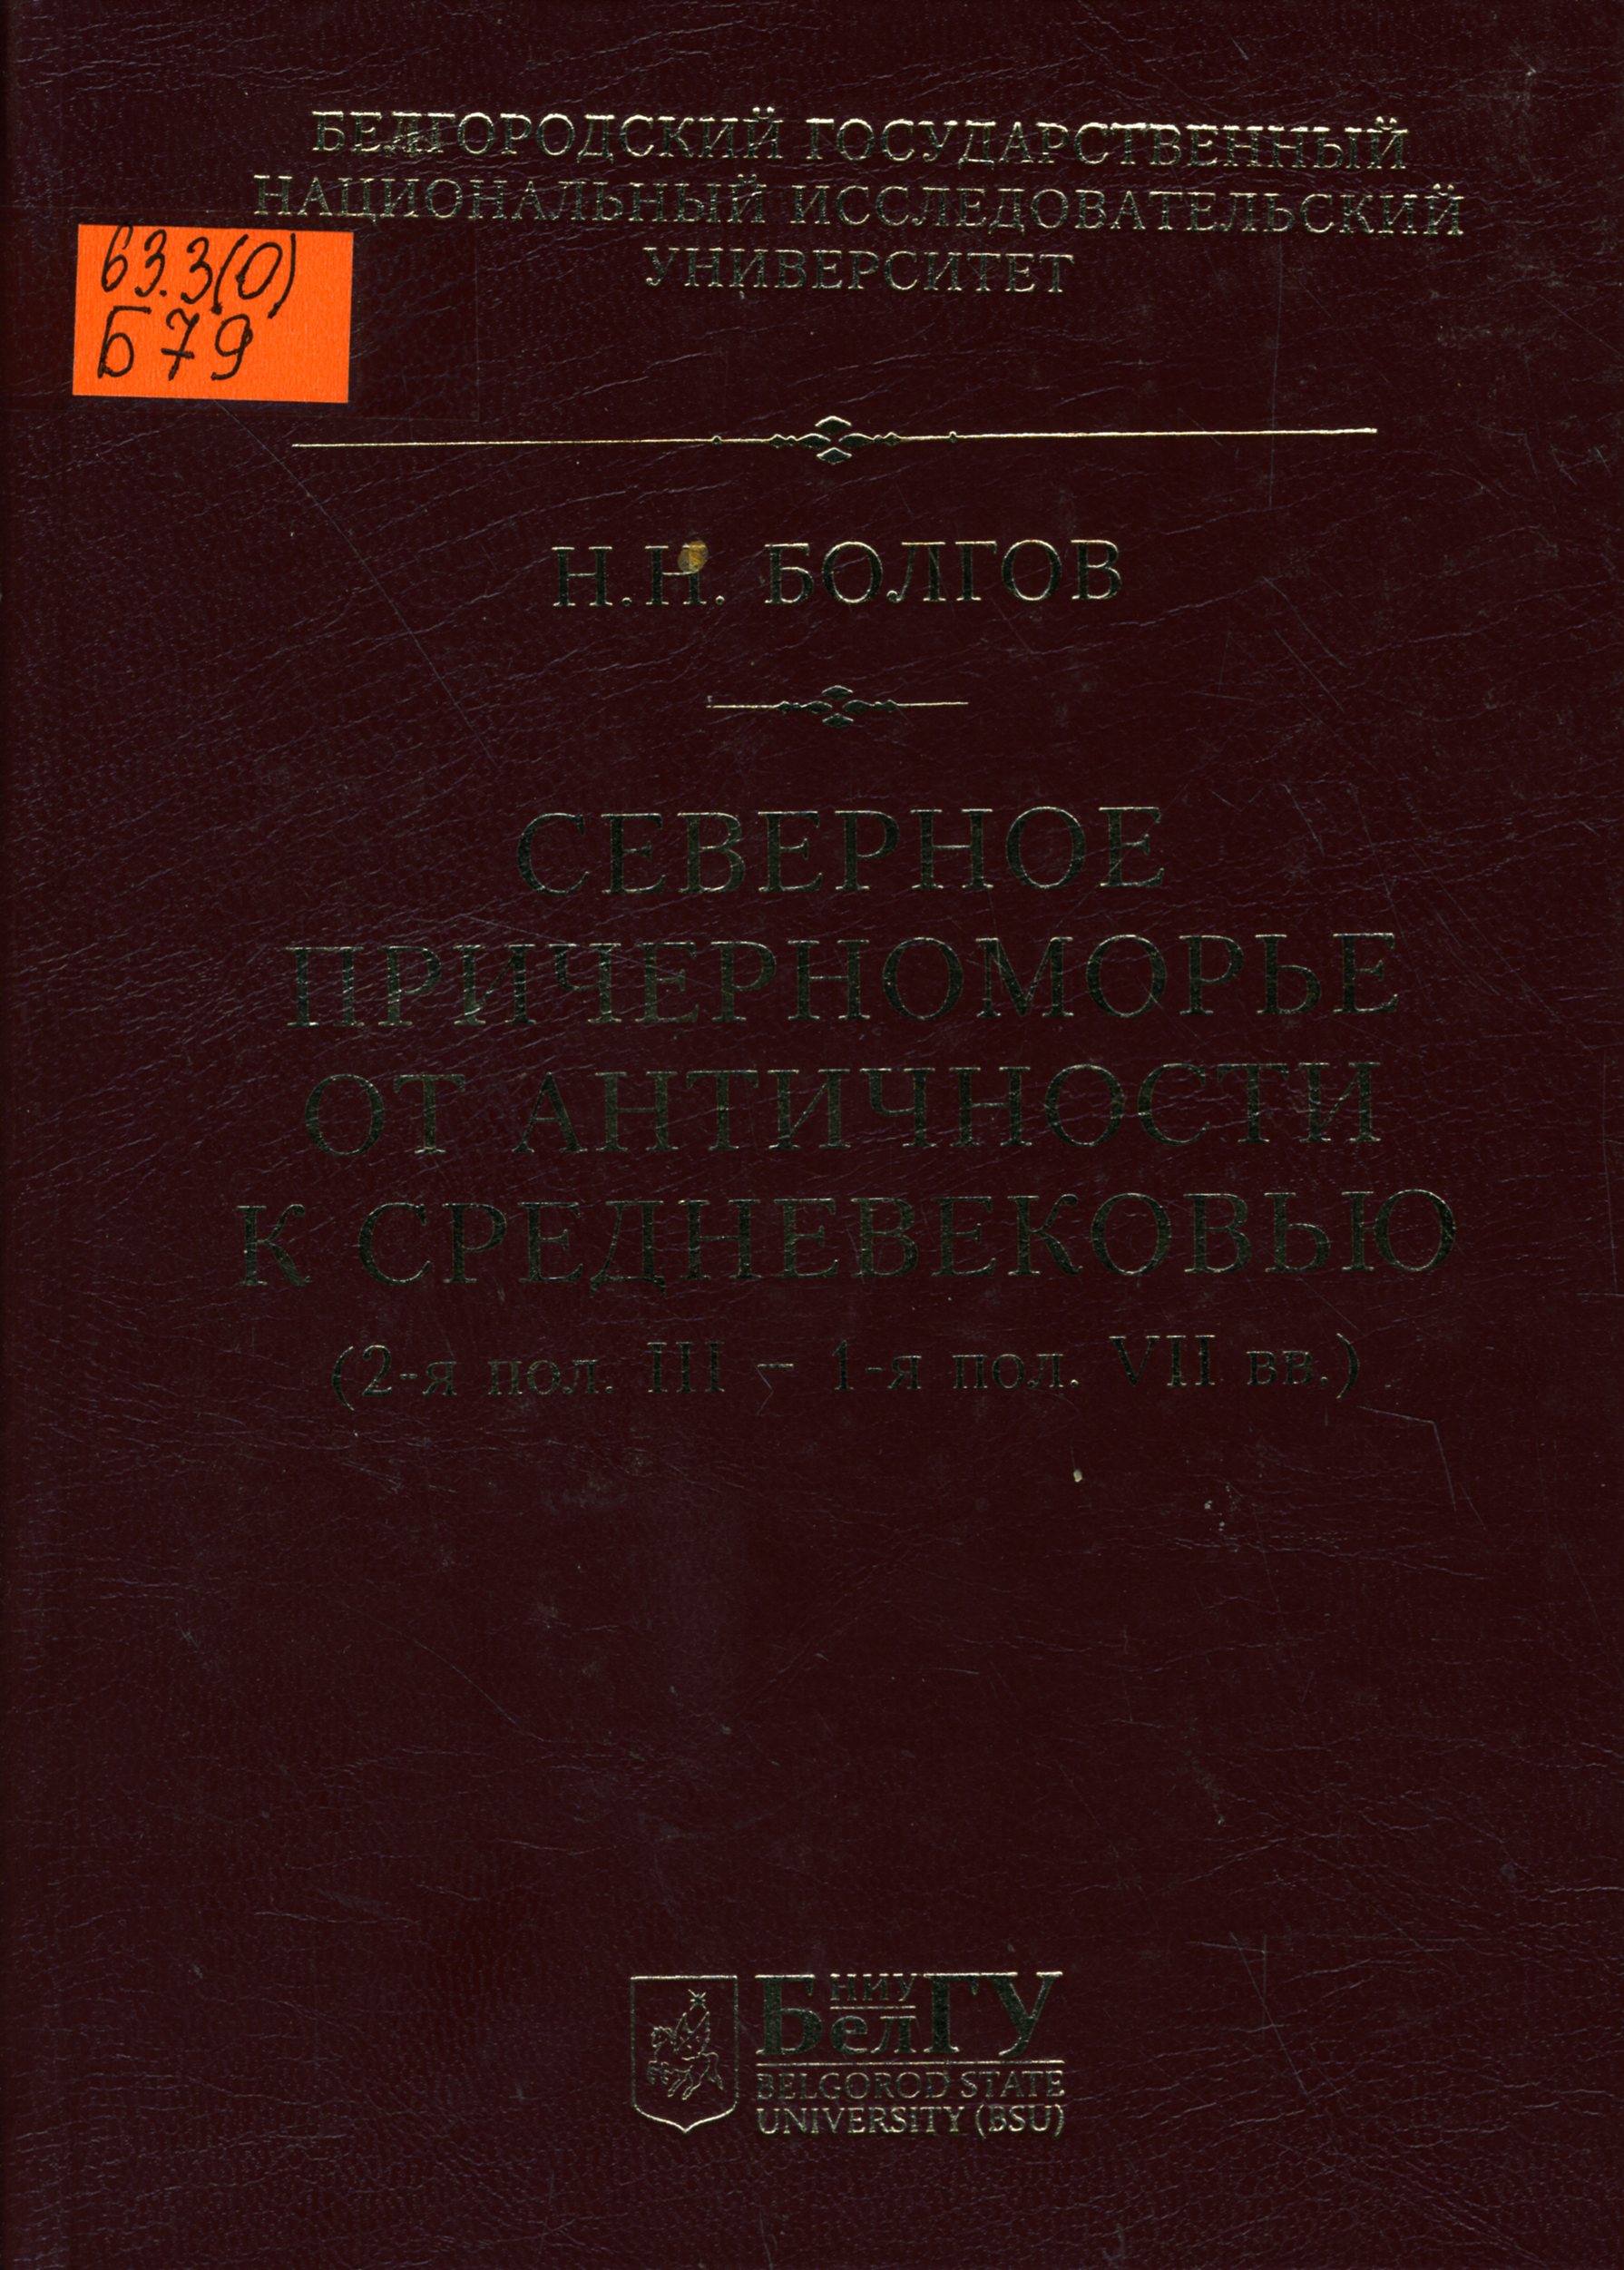 БЕЛГОРОДСКИЙ ГОСУДАРСТВЕННЫЙ
НАЦИОНАЛЬНЫЙ ИССЛЕДОВАТЕЛЬСКИЙ
УНИВЕРСИТЕТ
63.3(0)
Б79
Н.Н. БОЛГОВ
СЕВЕРНОЕ
ПРИЧЕРНОМОРЬЕ
ОТ АНТИЧНОСТИ
К СРЕДНЕВЕКОВЬЮ
(2-я пол. III – 1-я пол. VII вв.)
НИУ
БелГУ
BELGOROD STATE
UNIVERSITY (BSU)